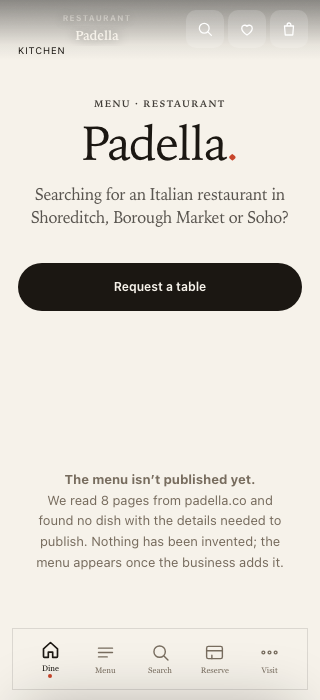 RESTAURANT
Padella
KITCHEN
MENU · RESTAURANT
Padella.
Searching for an Italian restaurant in
Shoreditch, Borough Market or Soho?
Request a table
The menu isn’t published yet.
We read 8 pages from padella.co and
found no dish with the details needed to
publish. Nothing has been invented; the
menu appears once the business adds it.
Dine
Menu
Search
Reserve
Visit